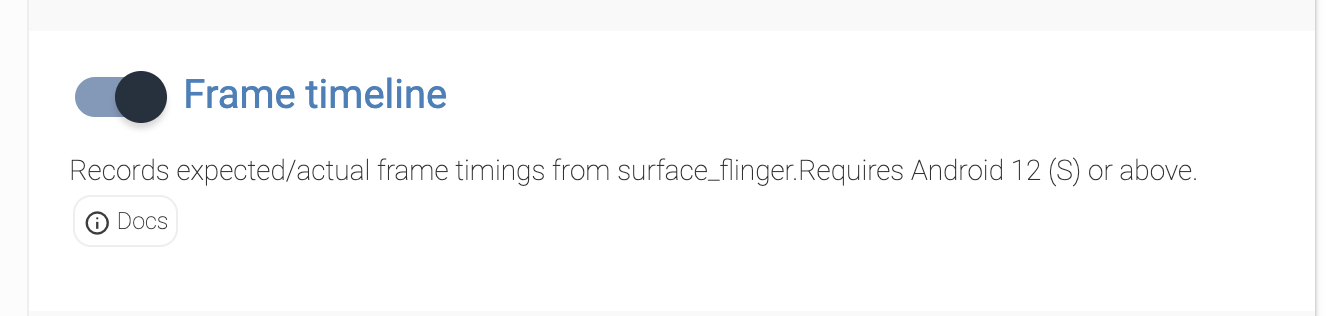 Frame timeline
Records expected/actual frame timings from surface_flinger.Requires Android 12 (S) or above.
Docs